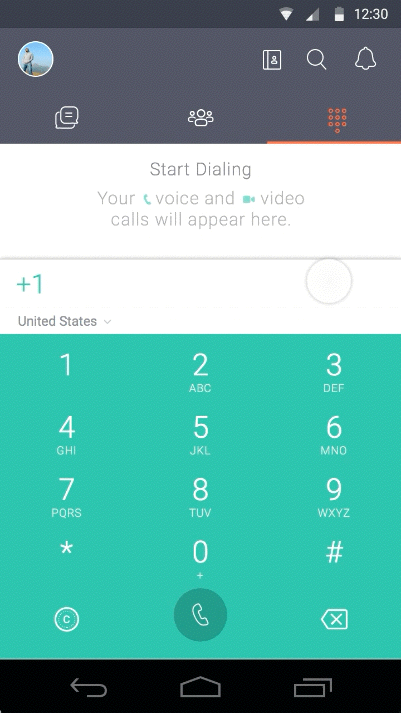 12:30
Start Dialing
Your voice and video
calls will appear here.
+1
United States
1 2 3
ABC DEF
4 5 6
GHI JKL MNO
7 8 9
PQRS TUV WXYZ
* 0 #
+
C